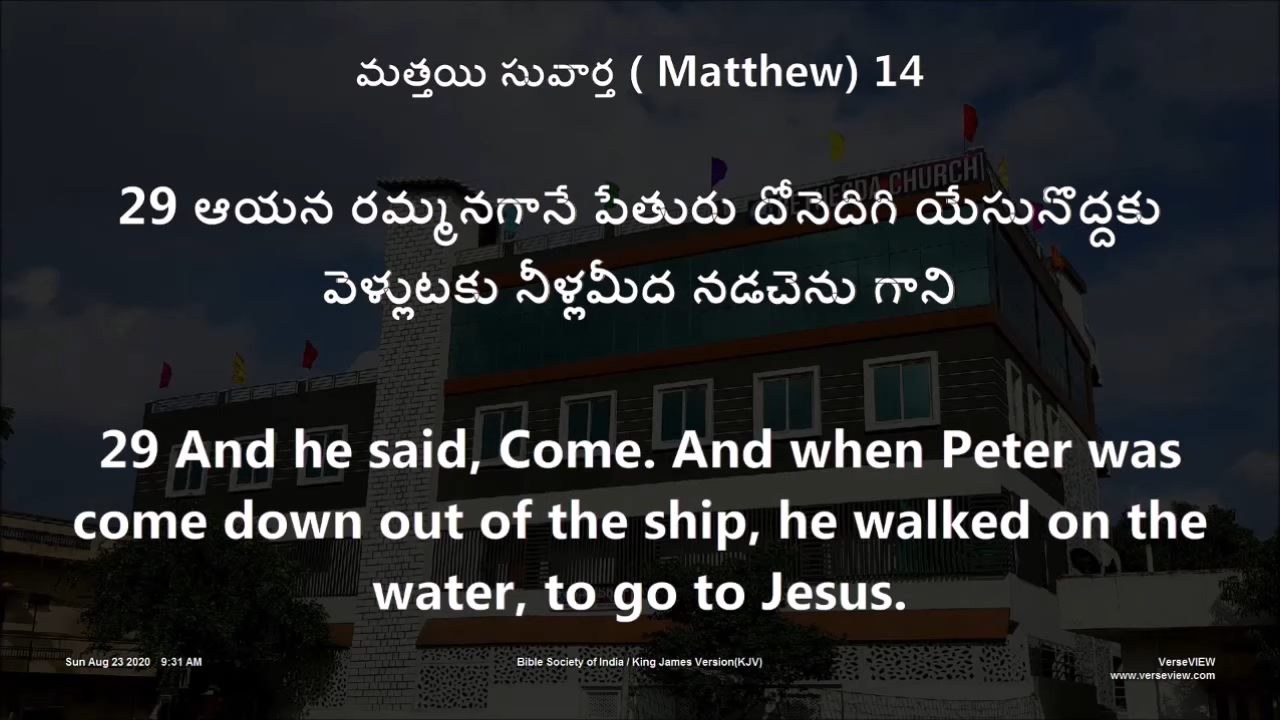 మత్తయి సువార్త ( Matthew) 14
CHURCH
29 ఆయన రమ్మనగానే పేతురు దోనెదిగి యేసునొద్దకు
వెళ్లుటకు నీళ్లమీద నడచెను గాని
29 And he said, Come. And when Peter was
come down out of the ship, he walked on the
water, to go to Jesus.
Sun Aug 23 2020 9:31 AM
Bible Society of India / King James Version(KJV)
VerseVIEW
www.verseview.com